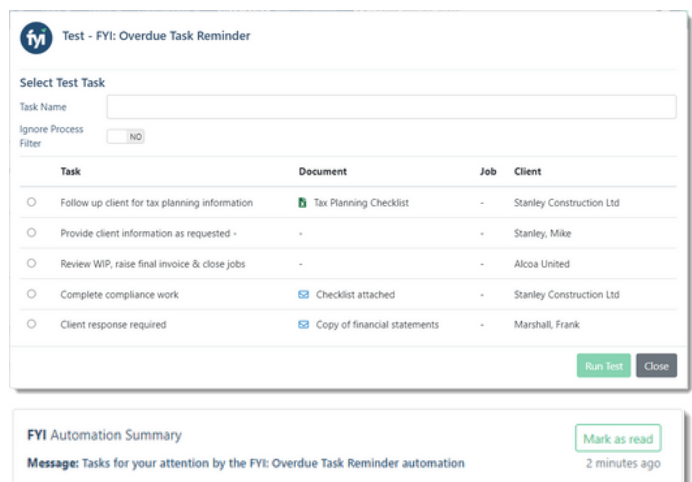 fyi Test - FYI: Overdue Task Reminder
Select Test Task
Task Name
Ignore Process
Filter
NO
Task Document Job Client
Follow up client for tax planning information Tax Planning Checklist - Stanley Construction Ltd
Provide client information as requested - - - Stanley, Mike
Review WIP, raise final invoice & close jobs - - Alcoa United
Complete compliance work Checklist attached - Stanley Construction Ltd
Client response required Copy of financial statements - Marshall, Frank
Run Test Close
FYI Automation Summary Mark as read
Message: Tasks for your attention by the FYI: Overdue Task Reminder automation 2 minutes ago